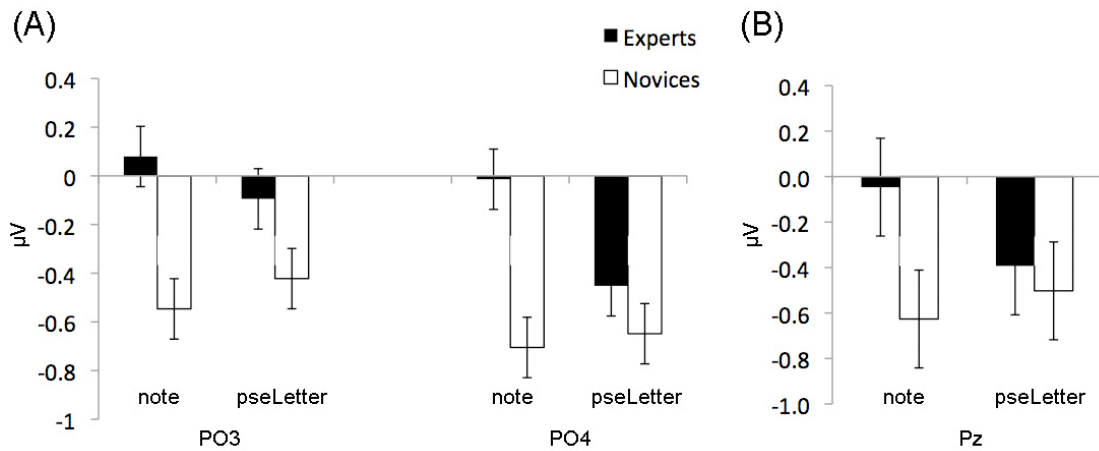 (A)
Experts
Novices
0.4
0.2
0
-0.2
-0.4
-0.6
-0.8
-1
µV
note pseLetter note pseLetter
PO3 PO4
(B)
0.4
0.2
0.0
-0.2
-0.4
-0.6
-0.8
-1.0
µV
note pseLetter
Pz